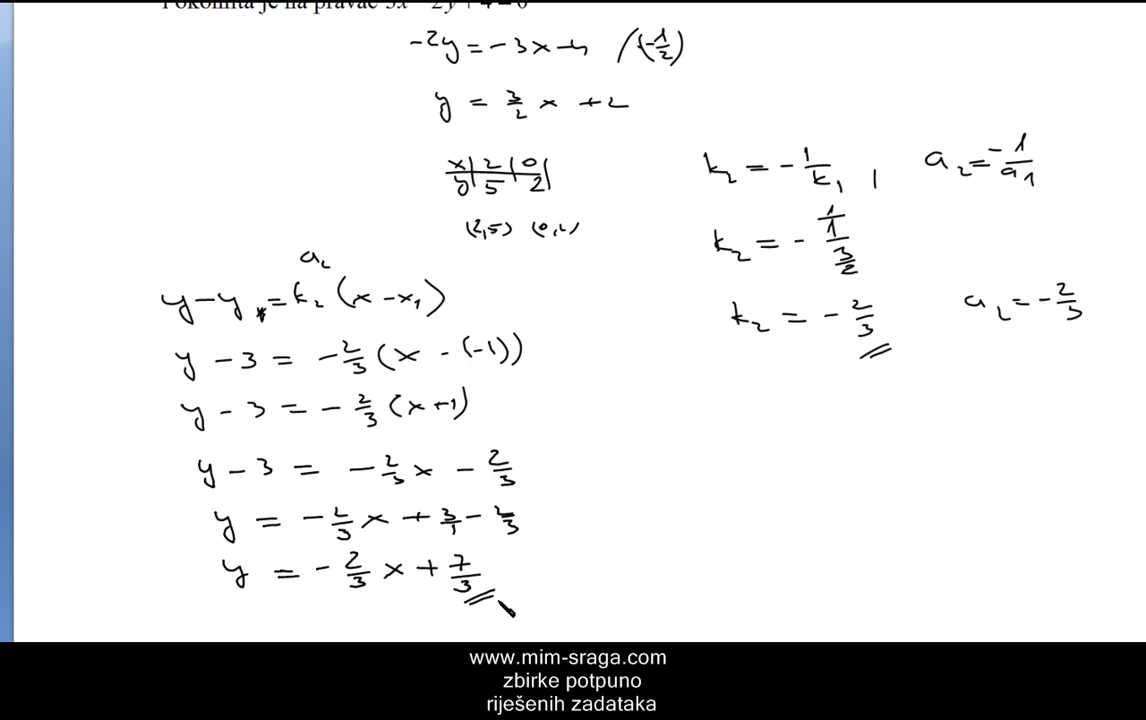 okomita je na pravac 3x − 2y + 4 = 0
-2y = -3x-4 /(-1/2)
y = 3/2 x + 2
x | 2 | 0 |
y | 5 | 2 |
(2,5) (0,2)
k₂ = - 1/k₁ , a₂ = -1/a₁
k₂ = - 1/1/3/2
k₂ = - 2/3 a₂ = - 2/3
a₂
y - y₁ = k₂ (x - x₁)
y - 3 = - 2/3 (x - (-1))
y - 3 = - 2/3 (x+1)
y - 3 = - 2/3 x - 2/3
y = - 2/3 x + 3/1 - 2/3
y = - 2/3 x + 7/3
www.mim-sraga.com
zbirke potpuno
riješenih zadataka